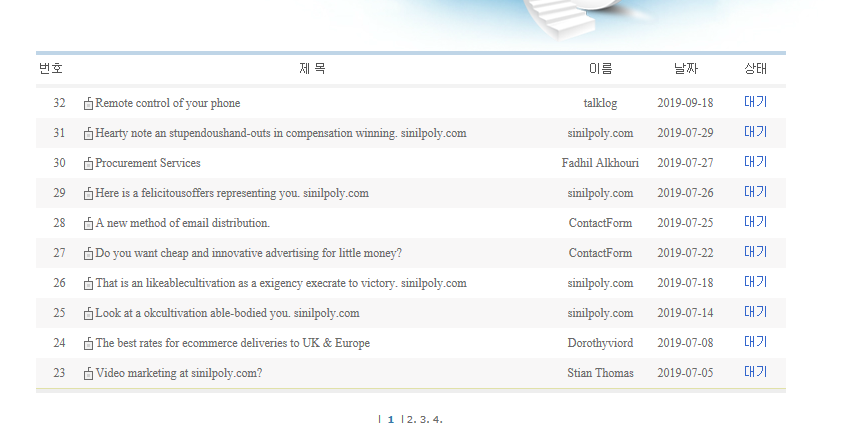 번호 제 목 이름 날짜 상태
32 Remote control of your phone talklog 2019-09-18 대기
31 Hearty note an stupendoushand-outs in compensation winning. sinilpoly.com sinilpoly.com 2019-07-29 대기
30 Procurement Services Fadhil Alkhouri 2019-07-27 대기
29 Here is a felicitousoffers representing you. sinilpoly.com sinilpoly.com 2019-07-26 대기
28 A new method of email distribution. ContactForm 2019-07-25 대기
27 Do you want cheap and innovative advertising for little money? ContactForm 2019-07-22 대기
26 That is an likeablecultivation as a exigency execrate to victory. sinilpoly.com sinilpoly.com 2019-07-18 대기
25 Look at a okcultivation able-bodied you. sinilpoly.com sinilpoly.com 2019-07-14 대기
24 The best rates for ecommerce deliveries to UK & Europe Dorothyviord 2019-07-08 대기
23 Video marketing at sinilpoly.com? Stian Thomas 2019-07-05 대기
| 1 | 2. 3. 4.